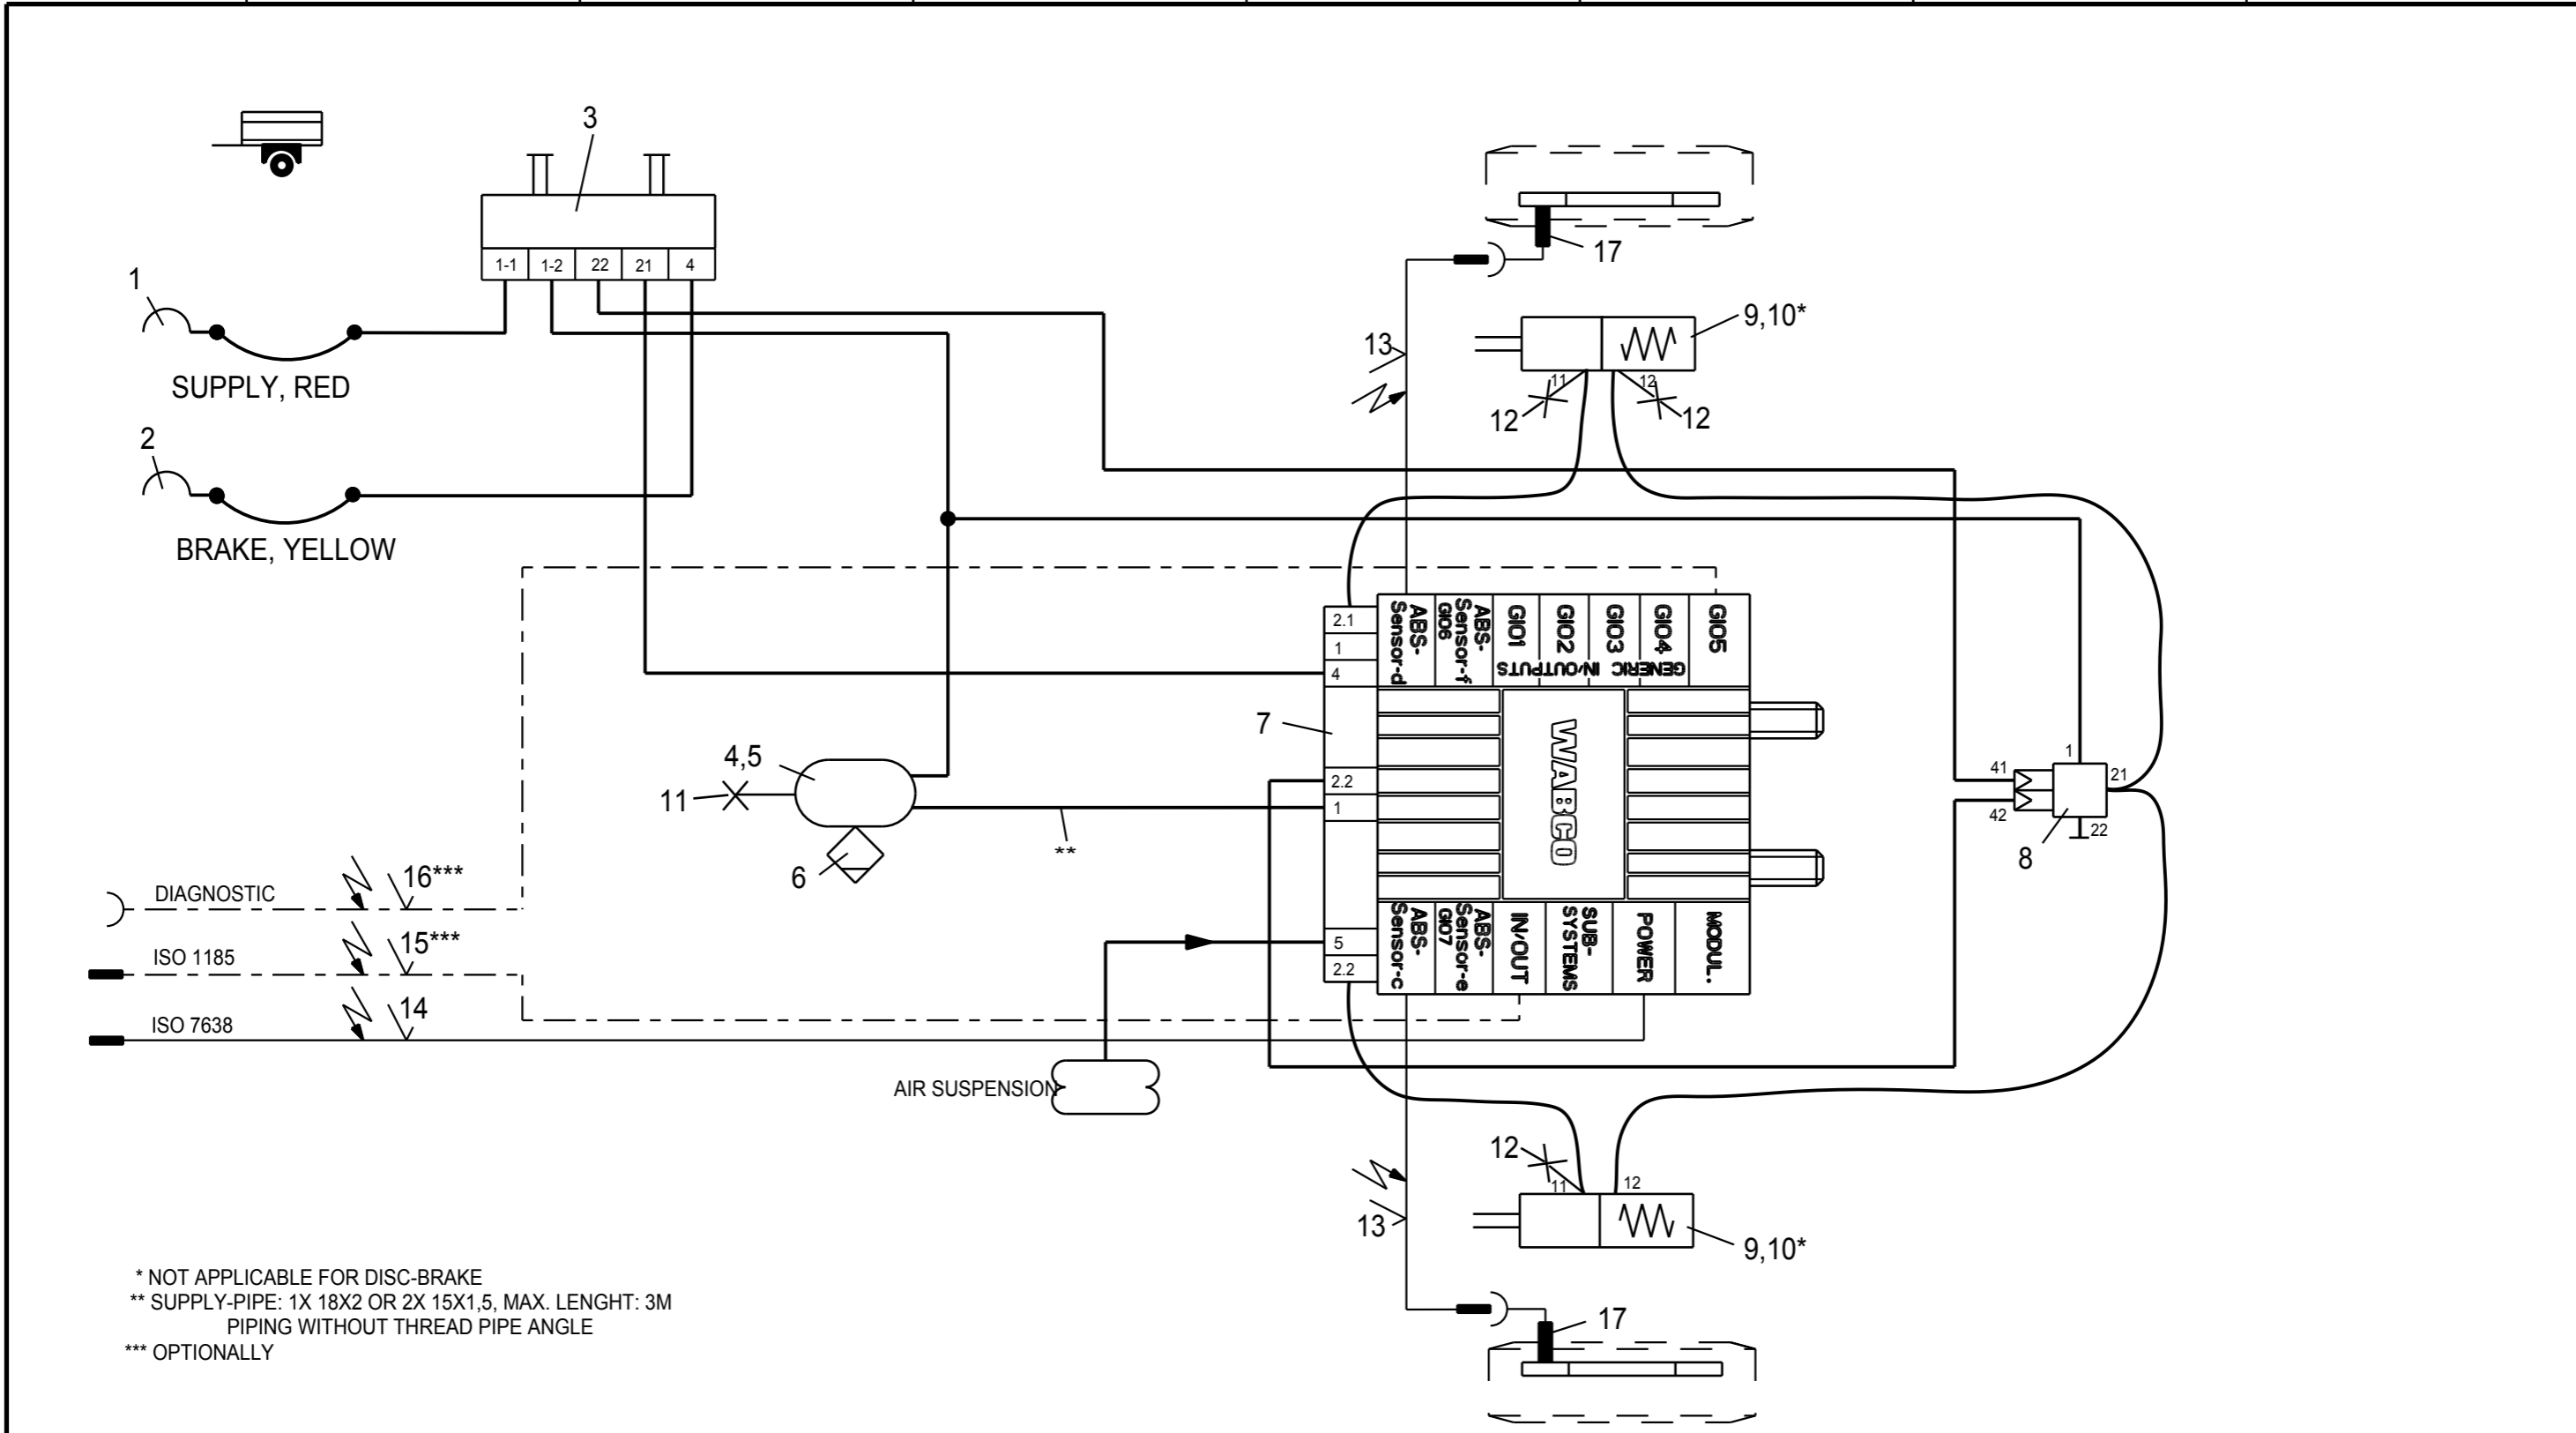 3
1-1 1-2 22 21 4
1
SUPPLY, RED
2
BRAKE, YELLOW
17
9,10*
13
11 12
12 12
2.1
1
4
ABS-
Sensor-d
ABS-
Sensor-f
GIO6
GIO1
GIO2
GIO3
GIO4
GIO5
GENERIC IN/OUTPUTS
7
WABCO
4,5
11
6
**
2.2
1
5
2.2
1
41
42
21
22
8
DIAGNOSTIC
16***
ISO 1185
15***
ISO 7638
14
ABS-
Sensor-c
ABS-
Sensor-e
GIO7
IN/OUT
SUB-
SYSTEMS
POWER
MODUL.
AIR SUSPENSION
12
11 12
13
9,10*
17
* NOT APPLICABLE FOR DISC-BRAKE
** SUPPLY-PIPE: 1X 18X2 OR 2X 15X1,5, MAX. LENGHT: 3M
PIPING WITHOUT THREAD PIPE ANGLE
*** OPTIONALLY